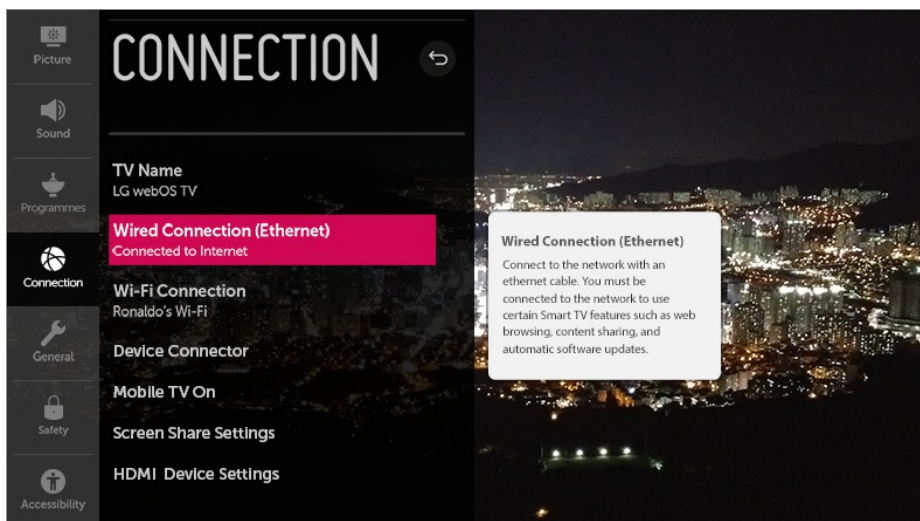 Picture
Sound
Programmes
Connection
General
Safety
Accessibility
CONNECTION
TV Name
LG webOS TV
Wired Connection (Ethernet)
Connected to Internet
Wi-Fi Connection
Ronaldo's Wi-Fi
Device Connector
Mobile TV On
Screen Share Settings
HDMI Device Settings
Wired Connection (Ethernet)
Connect to the network with an
ethernet cable. You must be
connected to the network to use
certain Smart TV features such as web
browsing, content sharing, and
automatic software updates.